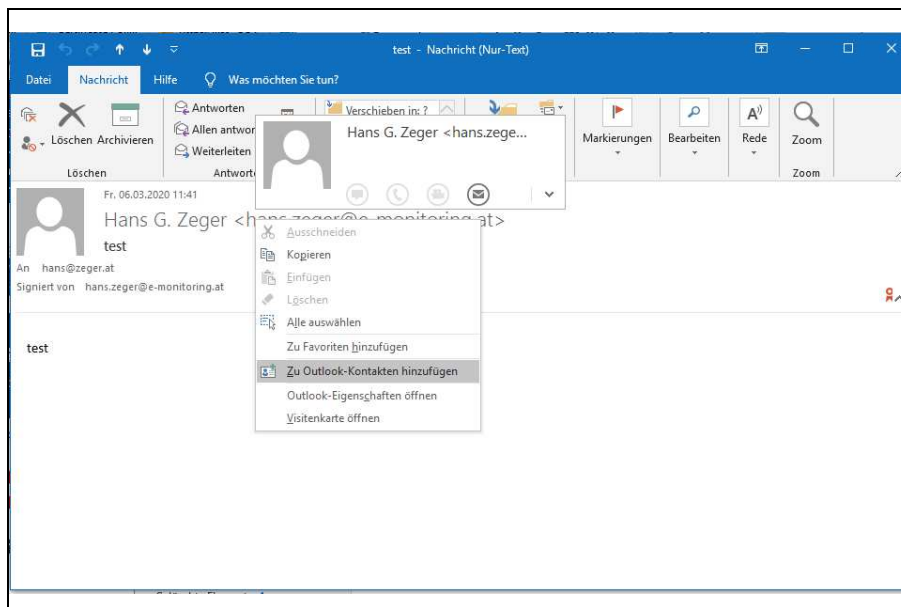 test - Nachricht (Nur-Text)
Datei Nachricht Hilfe Was möchten Sie tun?
Löschen Archivieren
Löschen
Antworten
Allen antwor
Weiterleiten
Antwort
Verschieben in: ?
Markierungen
Bearbeiten
Rede
Zoom
Zoom
Hans G. Zeger <hans.zege...
Fr. 06.03.2020 11:41
Hans G. Zeger <hans.zeger@e-monitoring.at>
test
An hans@zeger.at
Signiert von hans.zeger@e-monitoring.at
Ausschneiden
Kopieren
Einfügen
Löschen
Alle auswählen
Zu Favoriten hinzufügen
Zu Outlook-Kontakten hinzufügen
Outlook-Eigenschaften öffnen
Visitenkarte öffnen
test